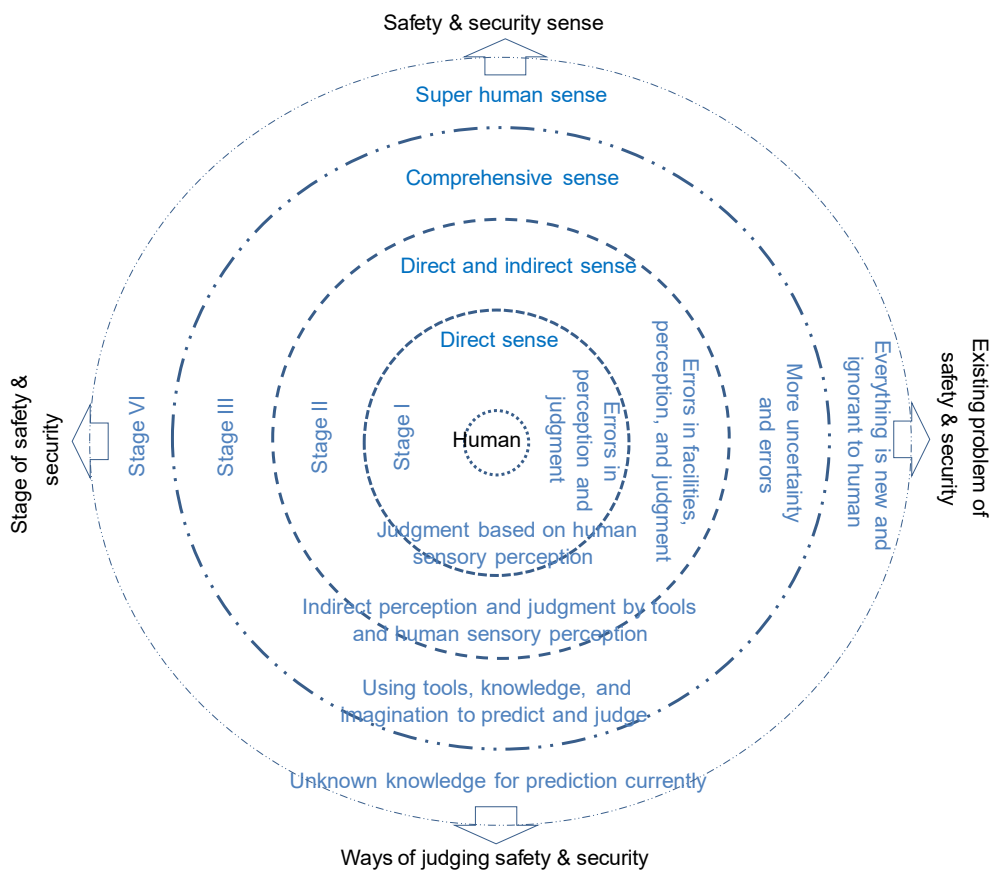 Safety & security sense
Super human sense
Comprehensive sense
Direct and indirect sense
Direct sense
Human
Stage I
Stage II
Stage III
Stage VI
Stage of safety &
security
Errors in
perception and
judgment
Errors in facilities,
perception, and judgment
More uncertainty
and errors
Everything is new and
ignorant to human
Existing problem of
safety & security
Judgment based on human
sensory perception
Indirect perception and judgment by tools
and human sensory perception
Using tools, knowledge, and
imagination to predict and judge
Unknown knowledge for prediction currently
Ways of judging safety & security